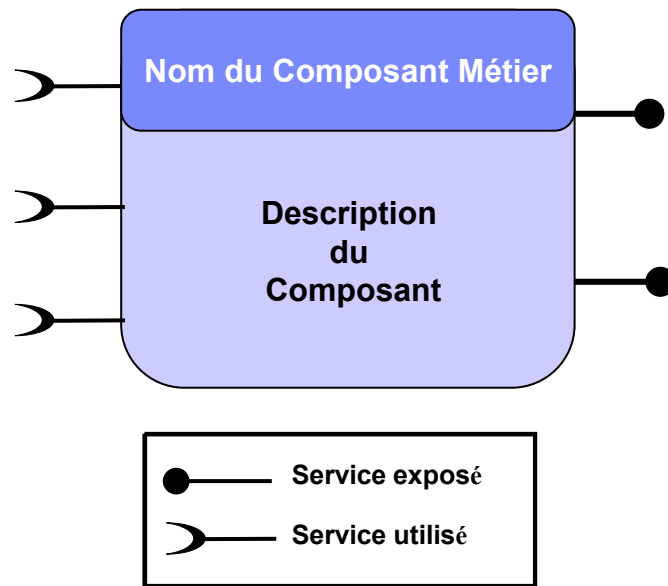 Nom du Composant Métier
Description
du
Composant
Service exposé
Service utilisé